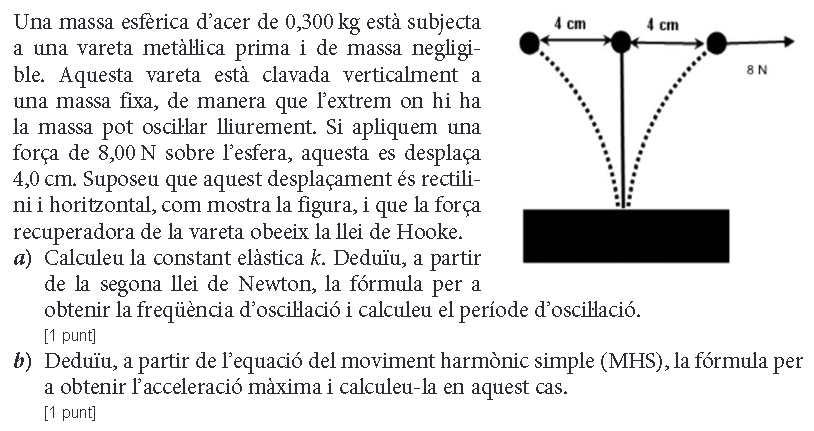 Una massa esfèrica d'acer de 0,300 kg està subjecta
a una vareta metàl·lica prima i de massa negligi-
ble. Aquesta vareta està clavada verticalment a
una massa fixa, de manera que l'extrem on hi ha
la massa pot oscil·lar lliurement. Si apliquem una
força de 8,00 N sobre l'esfera, aquesta es desplaça
4,0 cm. Suposeu que aquest desplaçament és rectili-
ni i horitzontal, com mostra la figura, i que la força
recuperadora de la vareta obeeix la llei de Hooke.
4 cm 4 cm
8 N
a) Calculeu la constant elàstica k. Deduïu, a partir
de la segona llei de Newton, la fórmula per a
obtenir la freqüència d'oscil·lació i calculeu el període d'oscil·lació.
[1 punt]
b) Deduïu, a partir de l'equació del moviment harmònic simple (MHS), la fórmula per
a obtenir l'acceleració màxima i calculeu-la en aquest cas.
[1 punt]